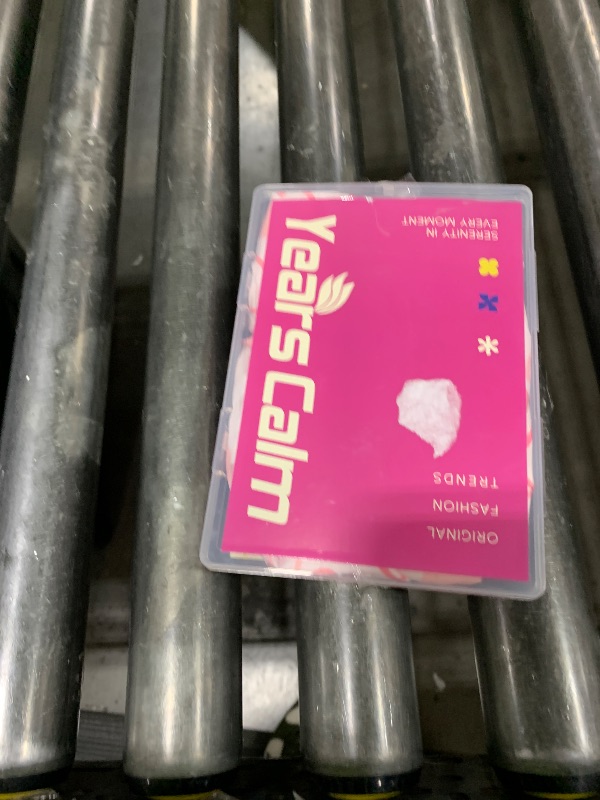 Years Calm
SERENITY IN
EVERY MOMENT
ORIGINAL
FASHION
TRENDS